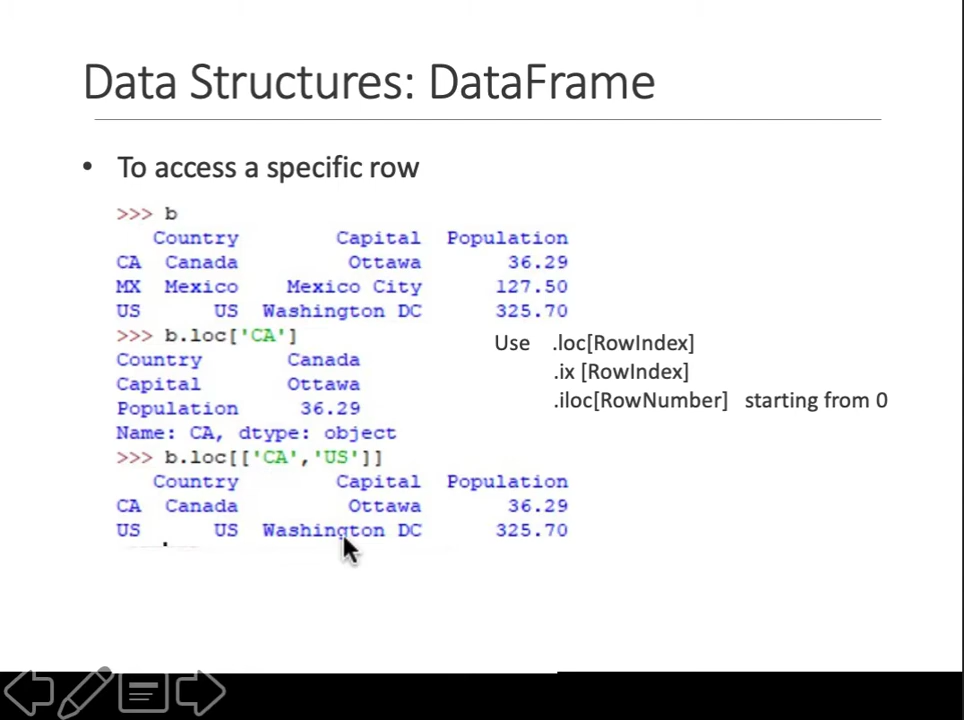 Data Structures: DataFrame
• To access a specific row
>>> b
Country Capital Population
CA Canada Ottawa 36.29
MX Mexico Mexico City 127.50
US US Washington DC 325.70
>>> b.loc['CA']
Country Canada
Capital Ottawa
Population 36.29
Name: CA, dtype: object
>>> b.loc[['CA','US']]
Country Capital Population
CA Canada Ottawa 36.29
US US Washington DC 325.70
Use .loc[RowIndex]
.ix [RowIndex]
.iloc[RowNumber] starting from 0